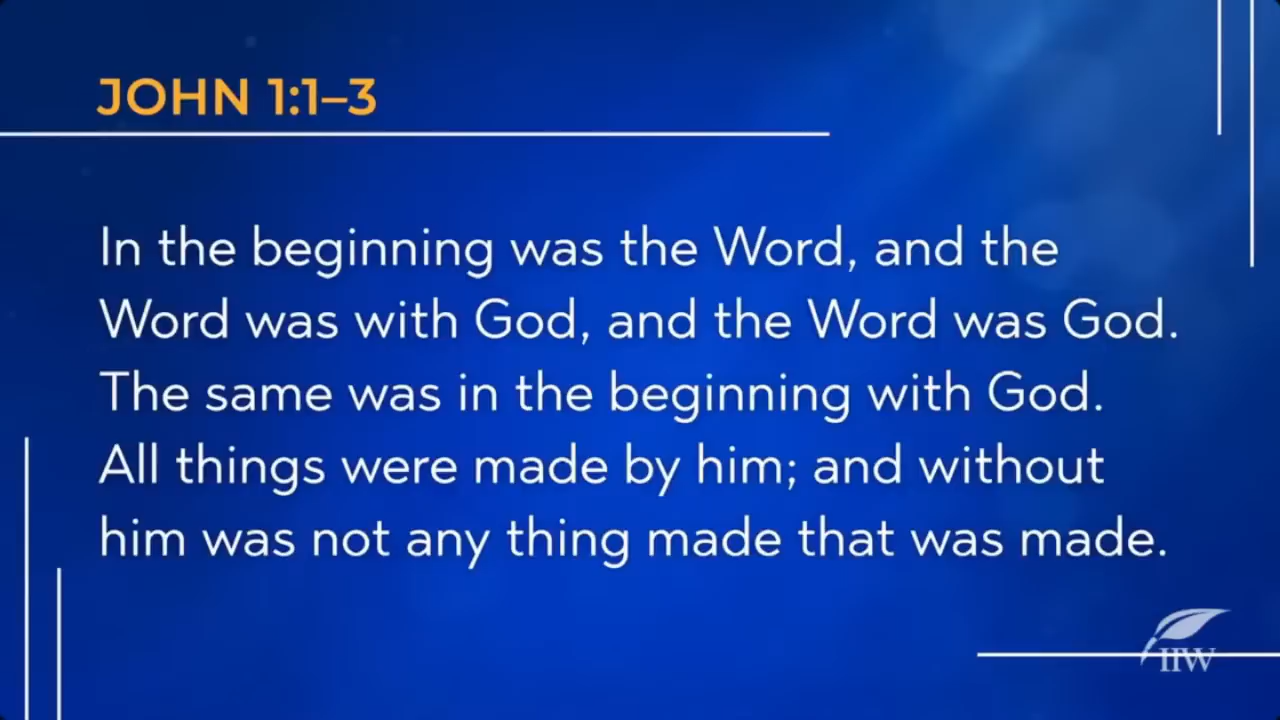 JOHN 1:1–3
In the beginning was the Word, and the
Word was with God, and the Word was God.
The same was in the beginning with God.
All things were made by him; and without
him was not any thing made that was made.
IIW